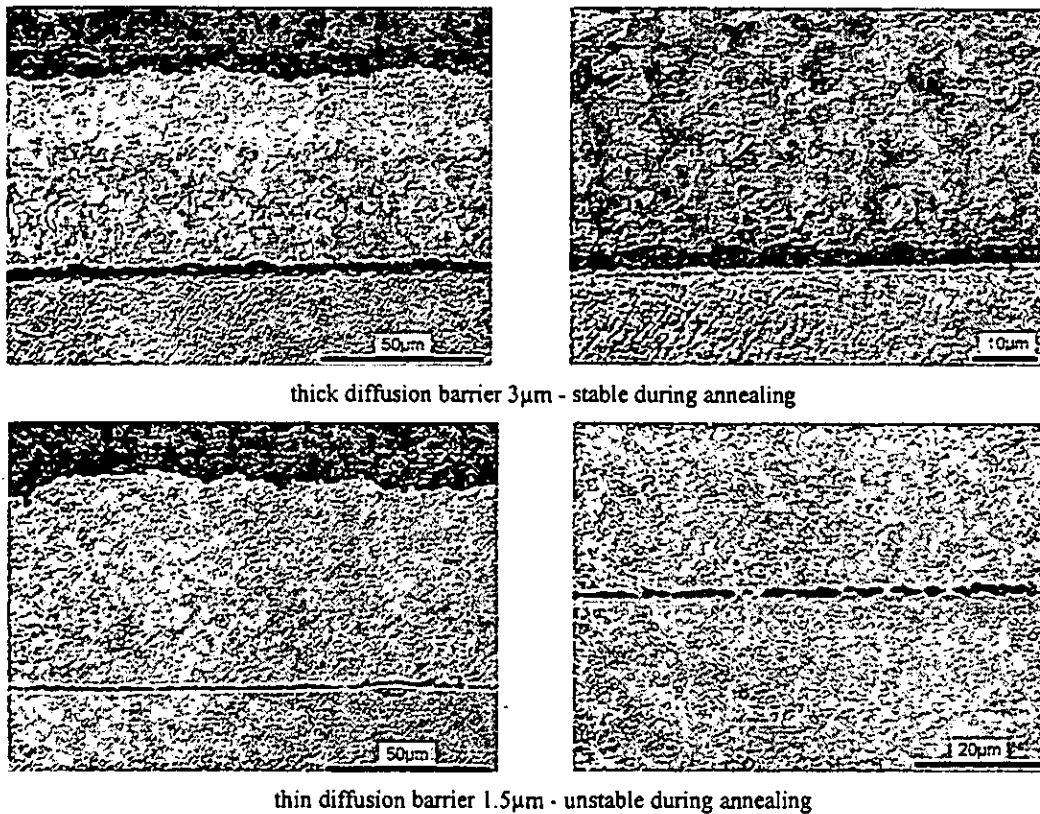 50μm
10μm
thick diffusion barrier 3μm - stable during annealing
50μm
20μm
thin diffusion barrier 1.5μm - unstable during annealing